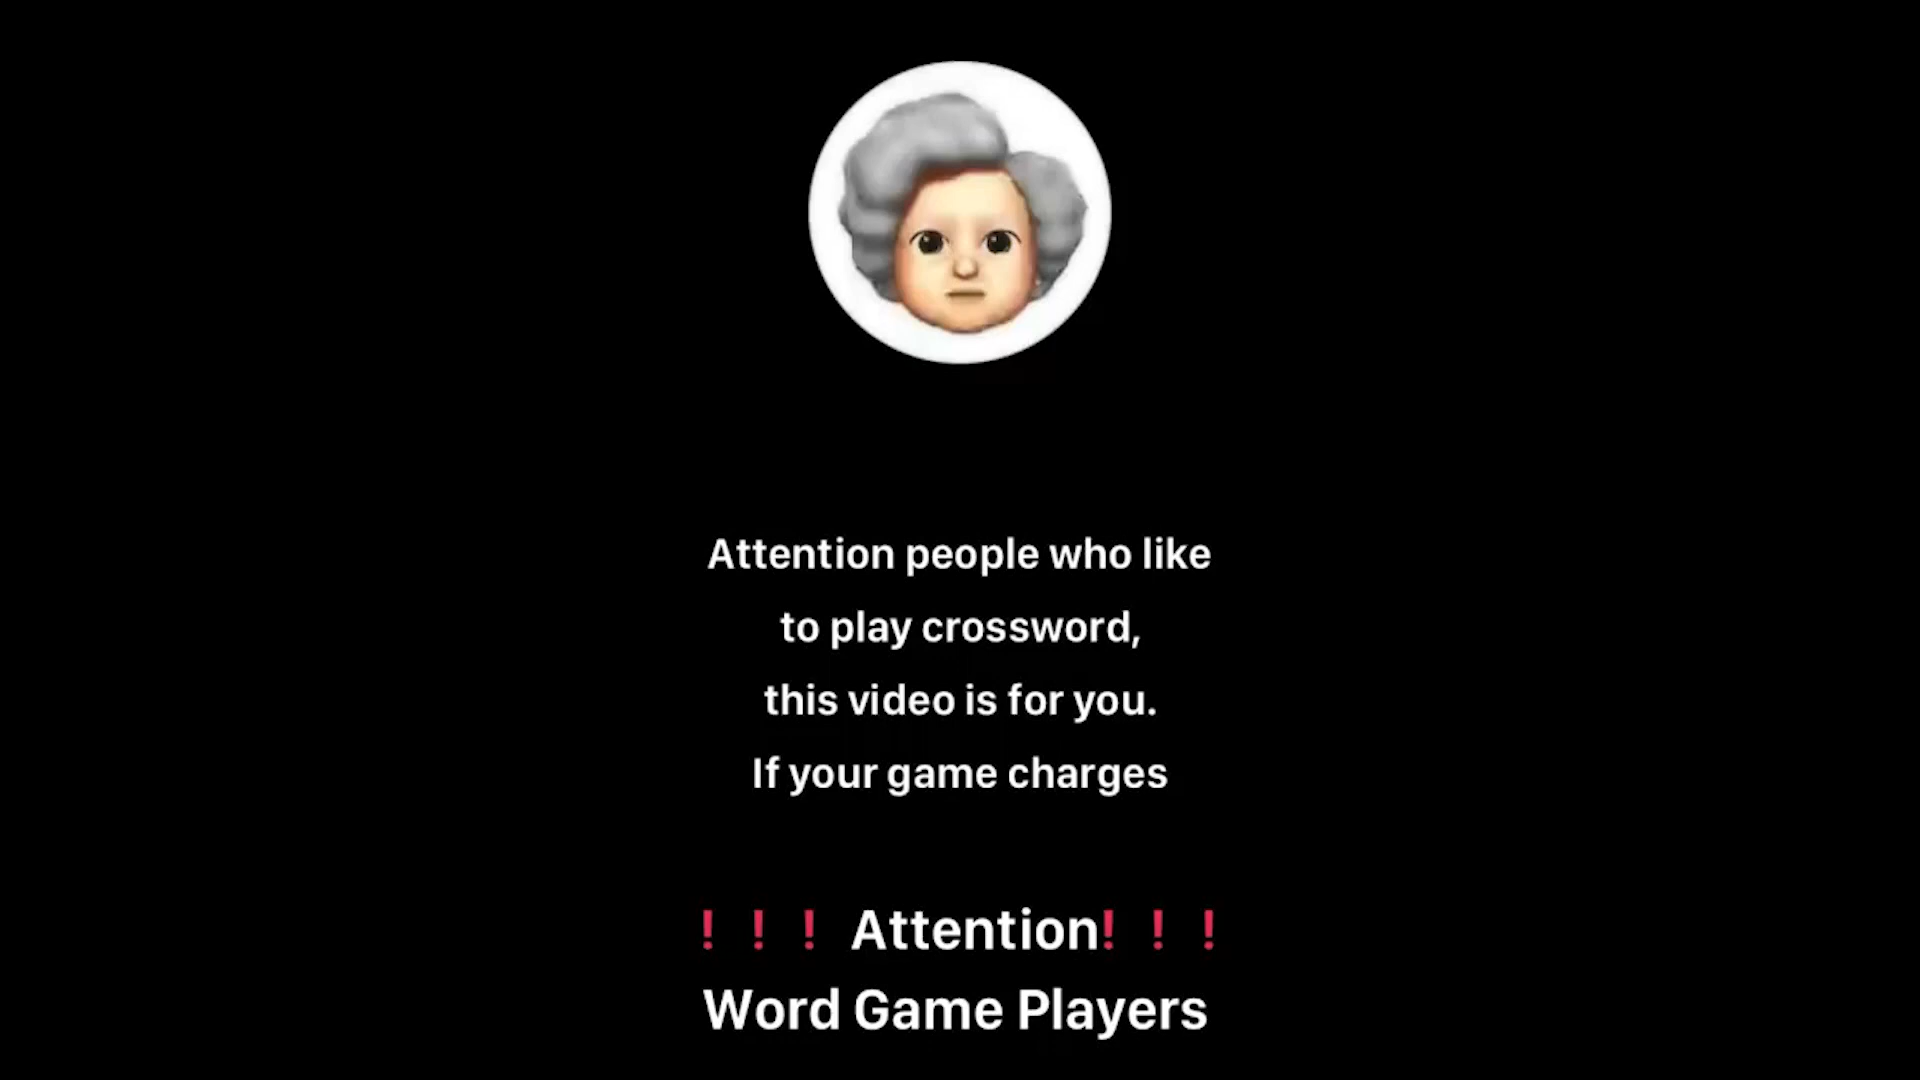 Attention people who like
to play crossword,
this video is for you.
If your game charges
❗❗❗Attention❗❗❗
Word Game Players